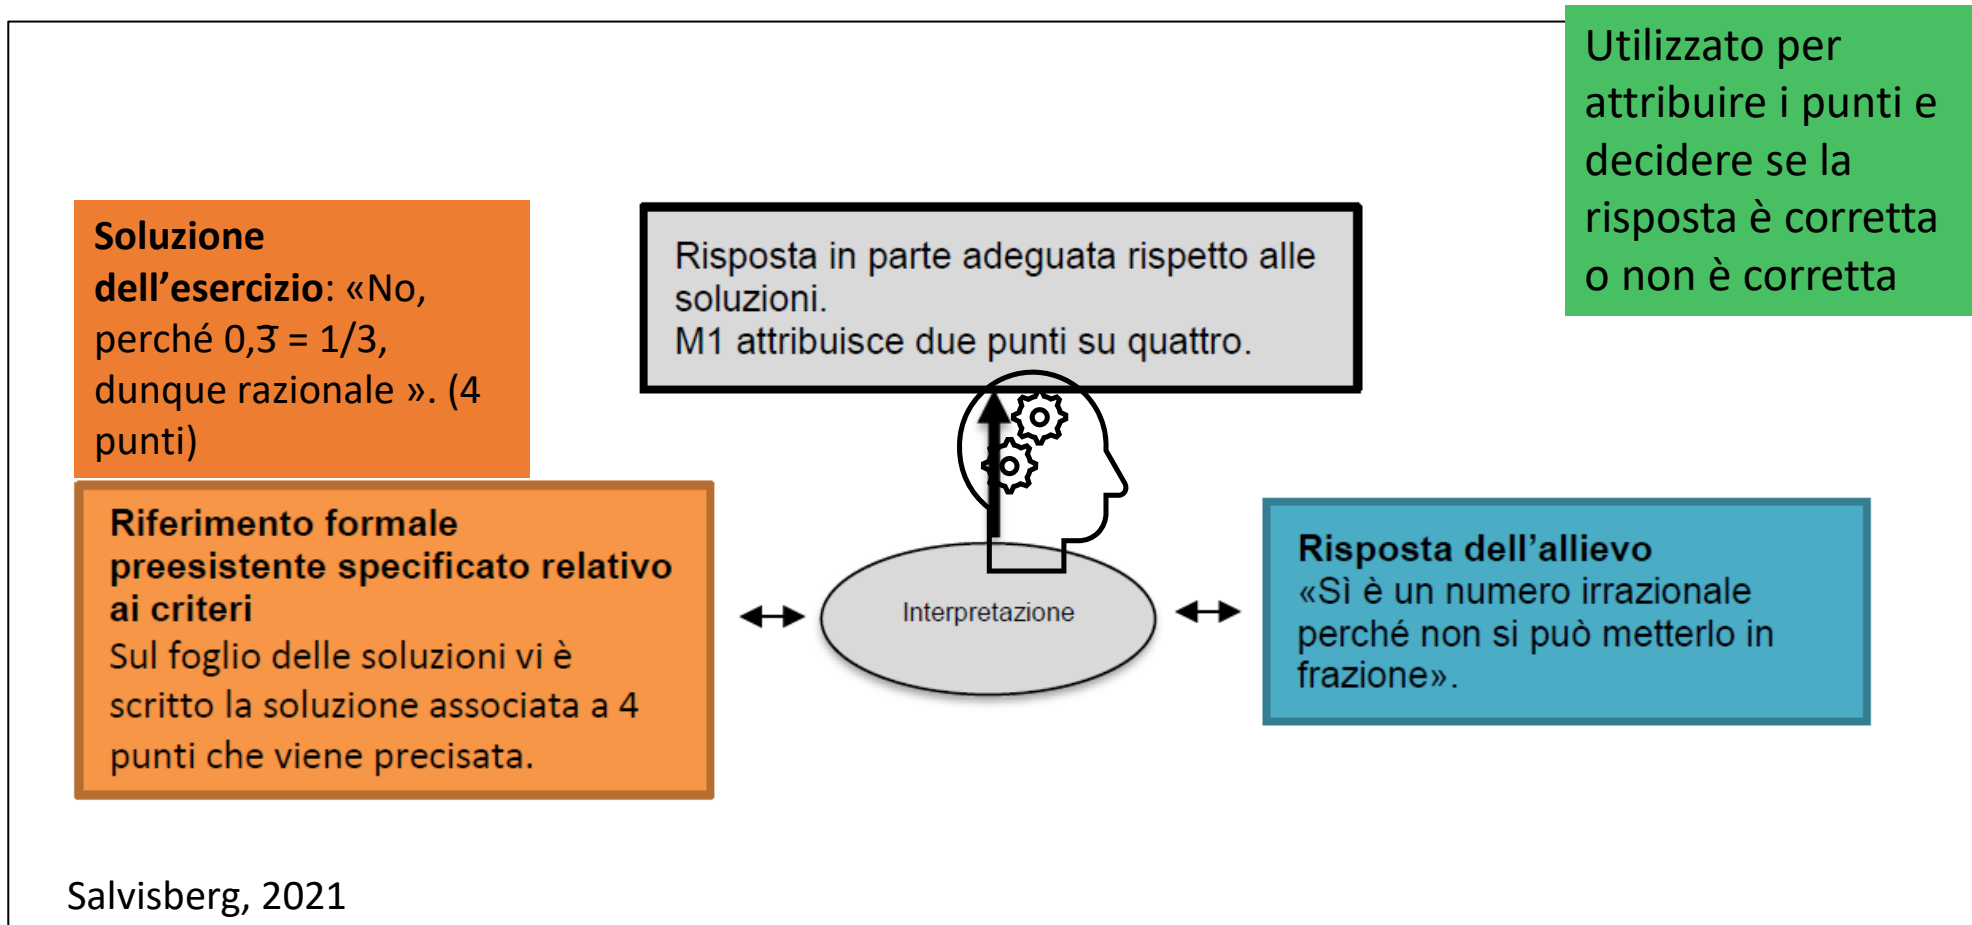 Utilizzato per
attribuire i punti e
decidere se la
risposta è corretta
o non è corretta
Soluzione
dell’esercizio: «No,
perché 0,3̅ = 1/3,
dunque razionale ». (4
punti)
Risposta in parte adeguata rispetto alle
soluzioni.
M1 attribuisce due punti su quattro.
Riferimento formale
preesistente specificato relativo
ai criteri
Sul foglio delle soluzioni vi è
scritto la soluzione associata a 4
punti che viene precisata.
Interpretazione
Risposta dell’allievo
«Sì è un numero irrazionale
perché non si può metterlo in
frazione».
Salvisberg, 2021